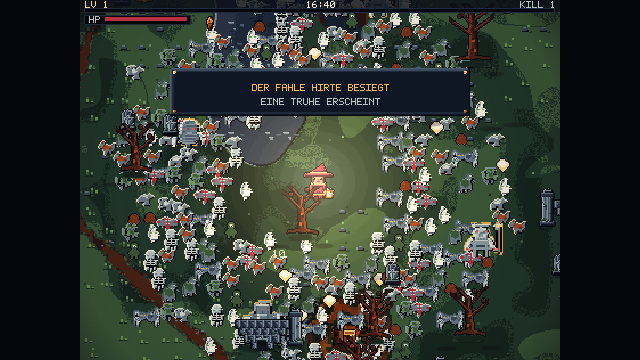 LV 1
16:40
KILL 1
HP
DER FAHLE HIRTE BESIEGT
EINE TRUHE ERSCHEINT